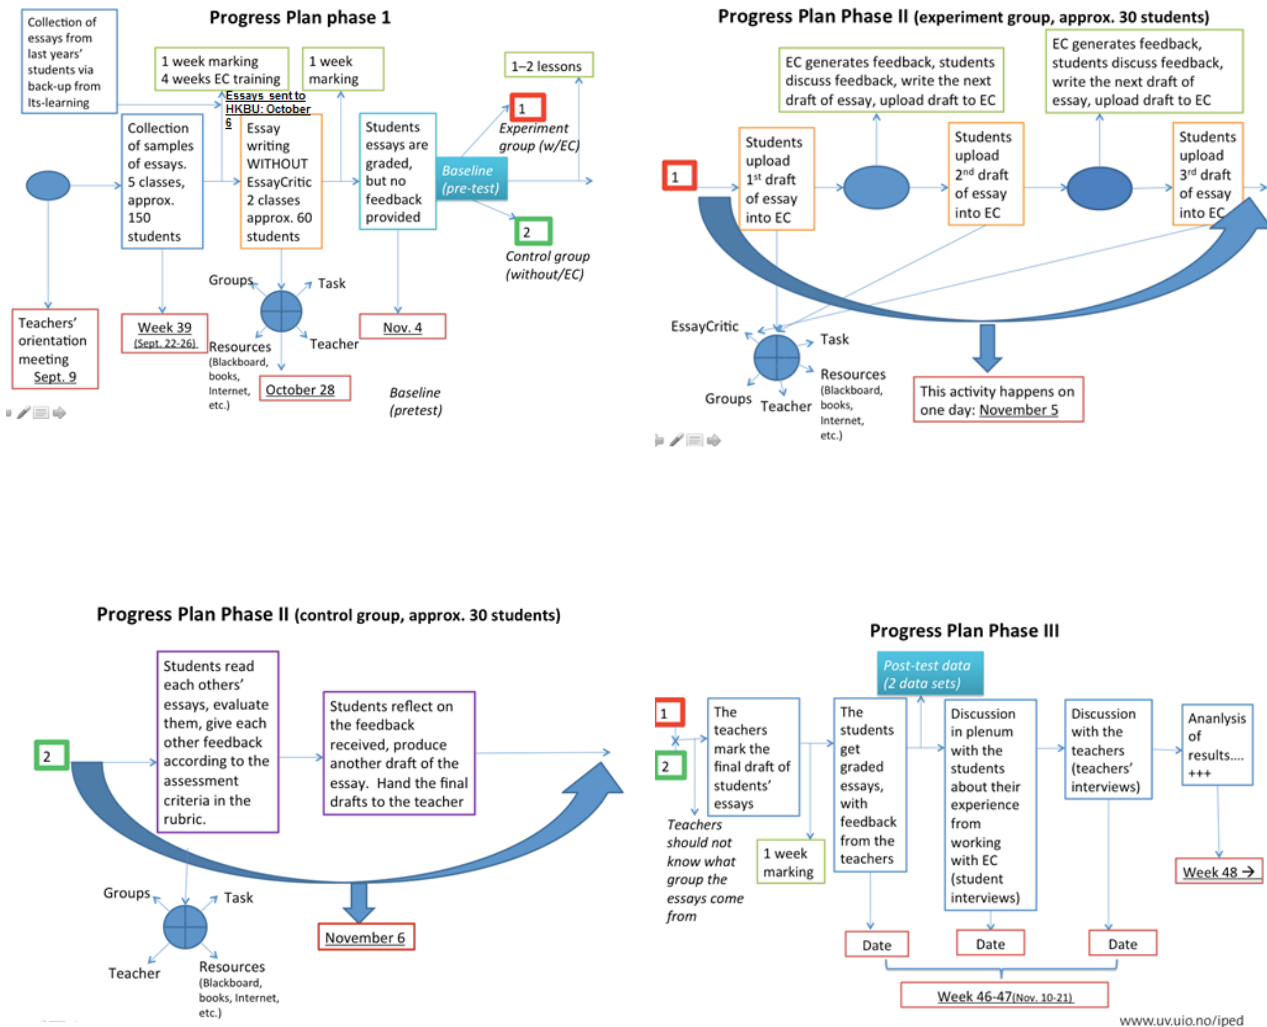 Progress Plan phase 1
Collection of
essays from
last years'
students via
back-up from
Its-learning
1 week marking
4 weeks EC training
1 week
marking
1–2 lessons
Essays sent to
HKBU: October
6
Collection
of samples
of essays.
5 classes,
approx.
150
students
Essay
writing
WITHOUT
EssayCritic
2 classes
approx. 60
students
Students
essays are
graded,
but no
feedback
provided
Baseline
(pre-test)
1
Experiment
group (w/EC)
2
Control group
(without/EC)
Groups
Task
Teacher
Resources
(Blackboard,
books,
Internet,
etc.)
Teachers'
orientation
meeting
Sept. 9
Week 39
(Sept. 22-26)
October 28
Nov. 4
Baseline
(pretest)
Progress Plan Phase II (experiment group, approx. 30 students)
EC generates feedback, students
discuss feedback, write the next
draft of essay, upload draft to EC
EC generates feedback,
students discuss feedback,
write the next draft of
essay, upload draft to EC
1
Students
upload
1st draft
of essay
into EC
Students
upload
2nd draft
of essay
into EC
Students
upload
3rd draft
of essay
into EC
EssayCritic
Task
Resources
(Blackboard,
books,
Internet,
etc.)
Groups
Teacher
This activity happens on
one day: November 5
Progress Plan Phase II (control group, approx. 30 students)
2
Students read
each others'
essays, evaluate
them, give each
other feedback
according to the
assessment
criteria in the
rubric.
Students reflect on
the feedback
received, produce
another draft of the
essay. Hand the final
drafts to the teacher
Groups
Task
Teacher
Resources
(Blackboard,
books, Internet,
etc.)
November 6
Progress Plan Phase III
Post-test data
(2 data sets)
1
2
The
teachers
mark the
final draft of
students'
essays
The
students
get
graded
essays,
with
feedback
from the
teachers
Discussion
in plenum
with the
students
about their
experience
from
working
with EC
(student
interviews)
Discussion
with the
teachers
(teachers'
interviews)
Ananlysis
of
results....
+++
Teachers
should not
know what
group the
essays come
from
1 week
marking
Week 48 →
Date
Date
Date
Week 46-47(Nov. 10-21)
www.uv.uio.no/iped